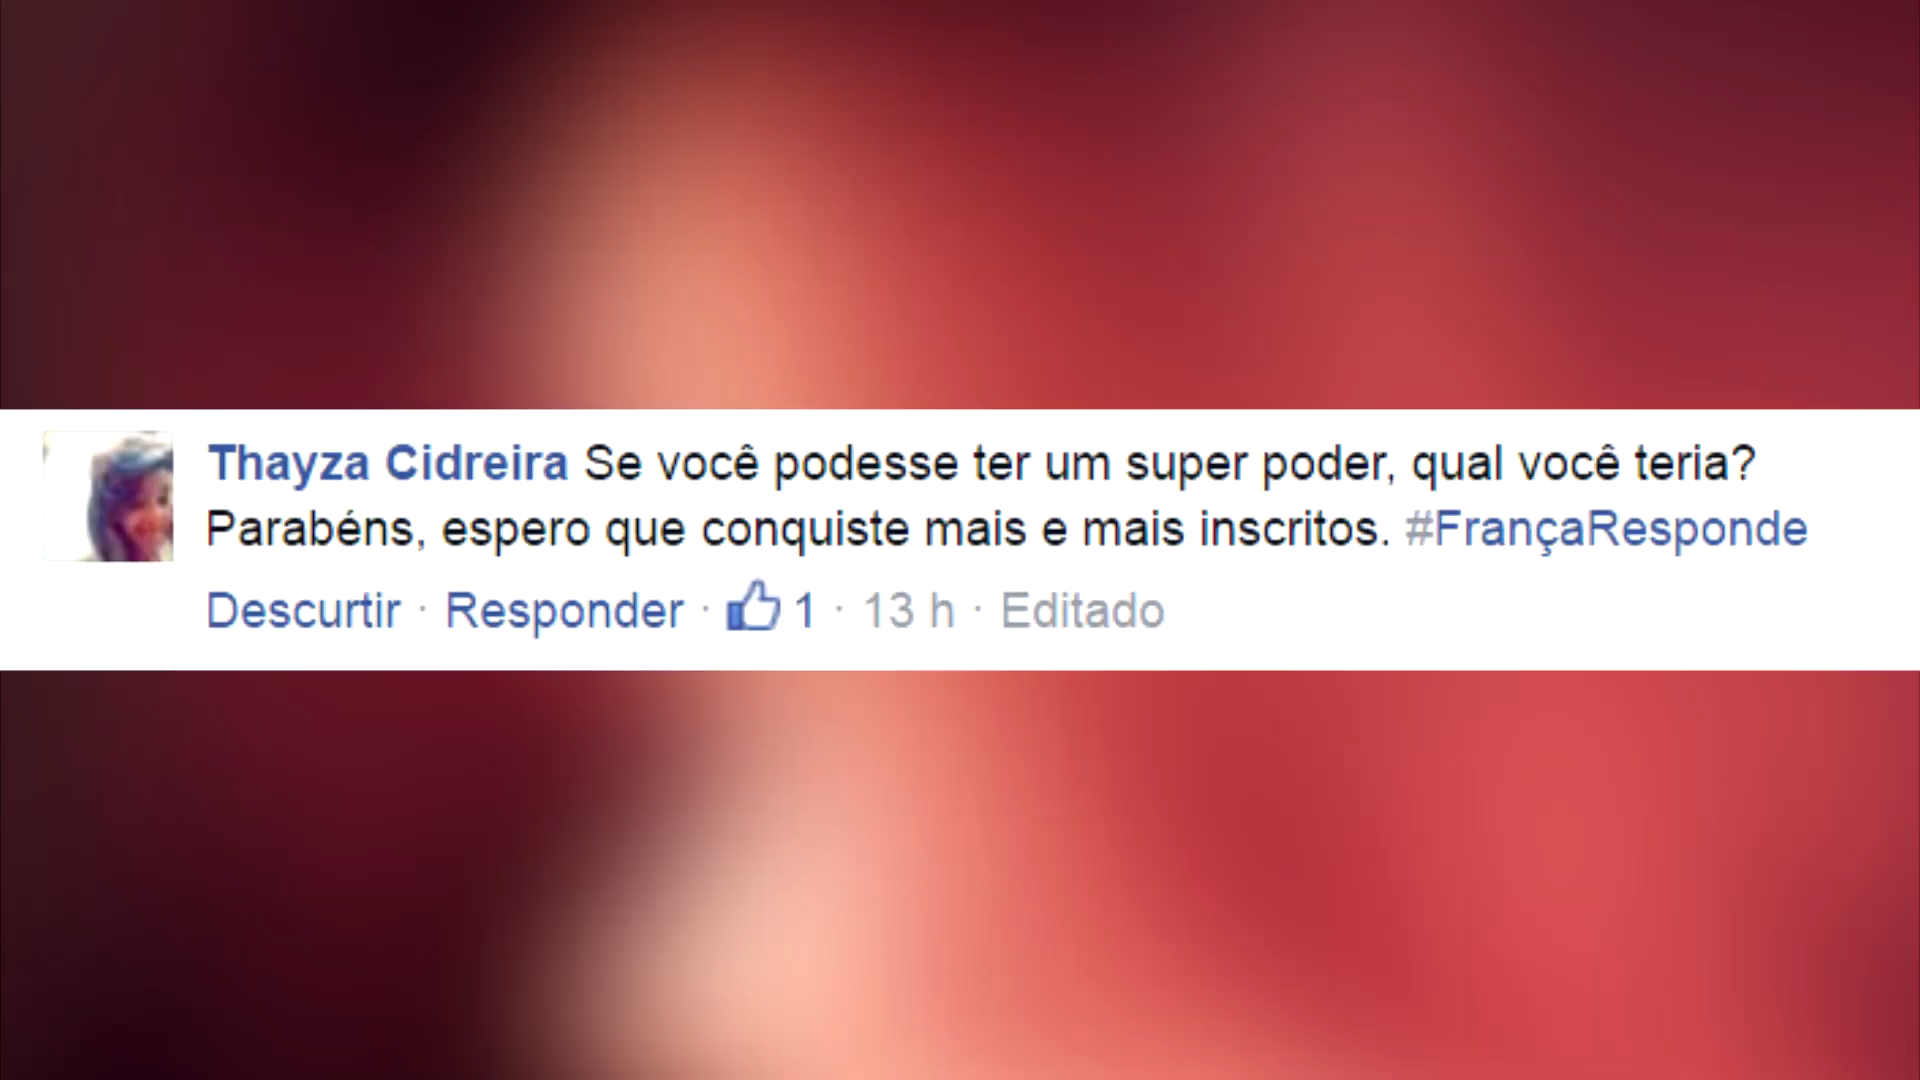 Thayza Cidreira Se você podesse ter um super poder, qual você teria?
Parabéns, espero que conquiste mais e mais inscritos. #FrançaResponde
Descurtir · Responder · 1 · 13 h · Editado